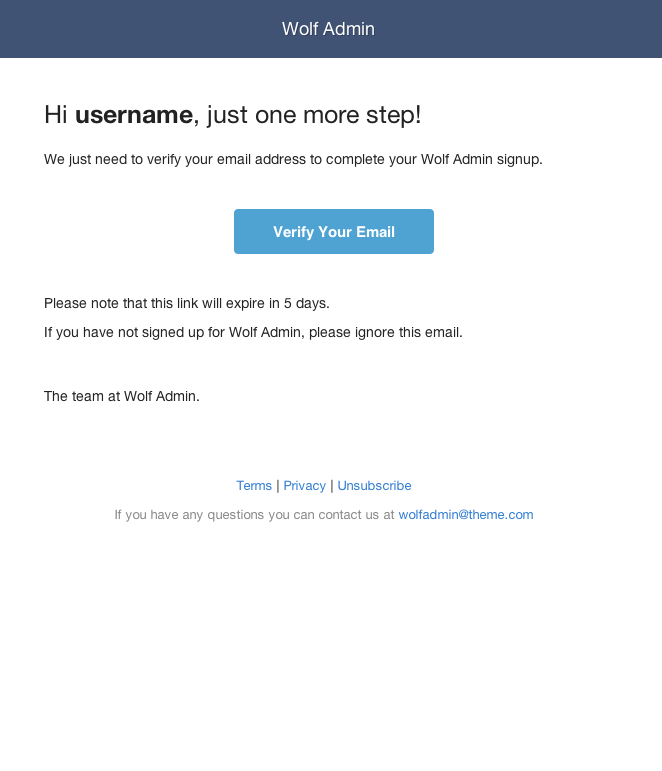 Wolf Admin
Hi username, just one more step!
We just need to verify your email address to complete your Wolf Admin signup.
Verify Your Email
Please note that this link will expire in 5 days.
If you have not signed up for Wolf Admin, please ignore this email.
The team at Wolf Admin.
Terms | Privacy | Unsubscribe
If you have any questions you can contact us at wolfadmin@theme.com